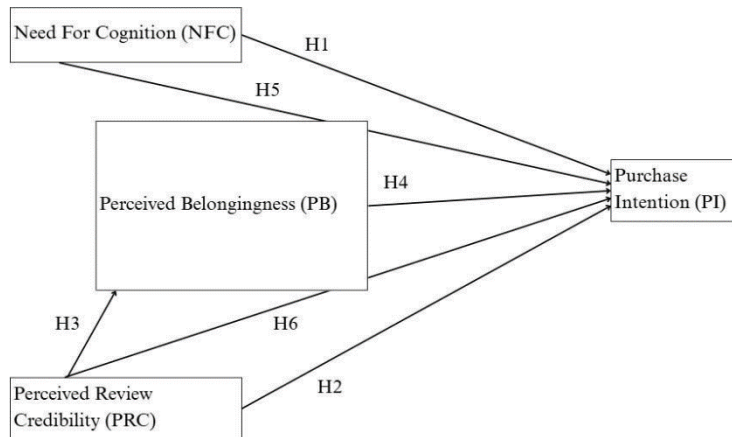 Need For Cognition (NFC)
H1
H5
Purchase
Intention (PI)
H4
Perceived Belongingness (PB)
H3
H6
H2
Perceived Review
Credibility (PRC)